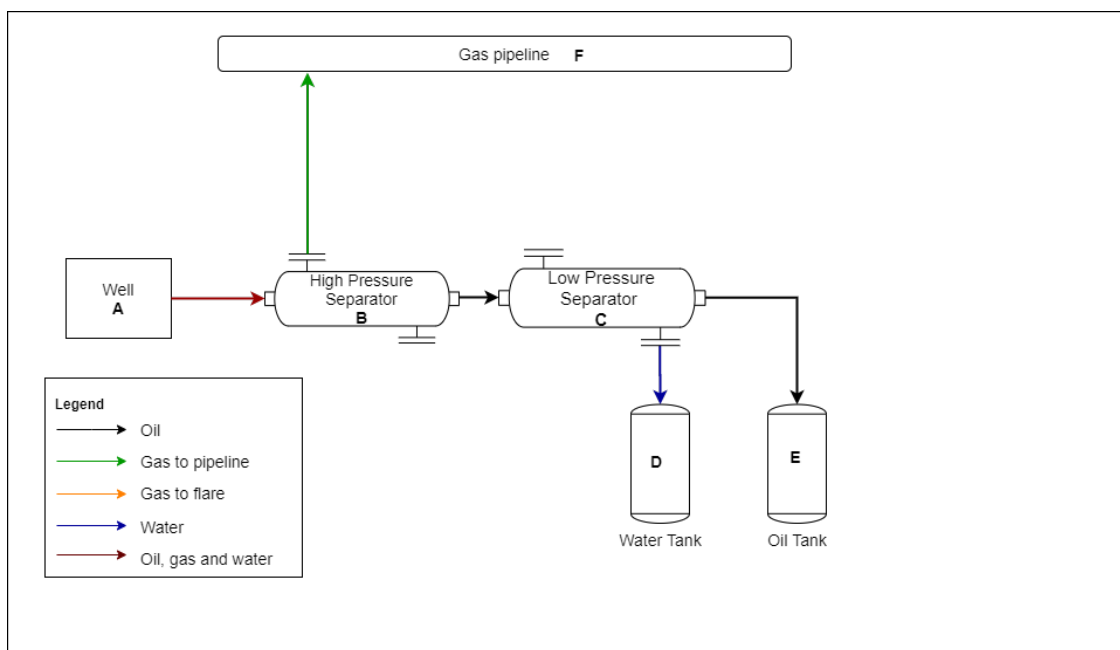 Gas pipeline F
Well
A
High Pressure
Separator
B
Low Pressure
Separator
C
Legend
Oil
Gas to pipeline
Gas to flare
Water
Oil, gas and water
D
E
Water Tank
Oil Tank